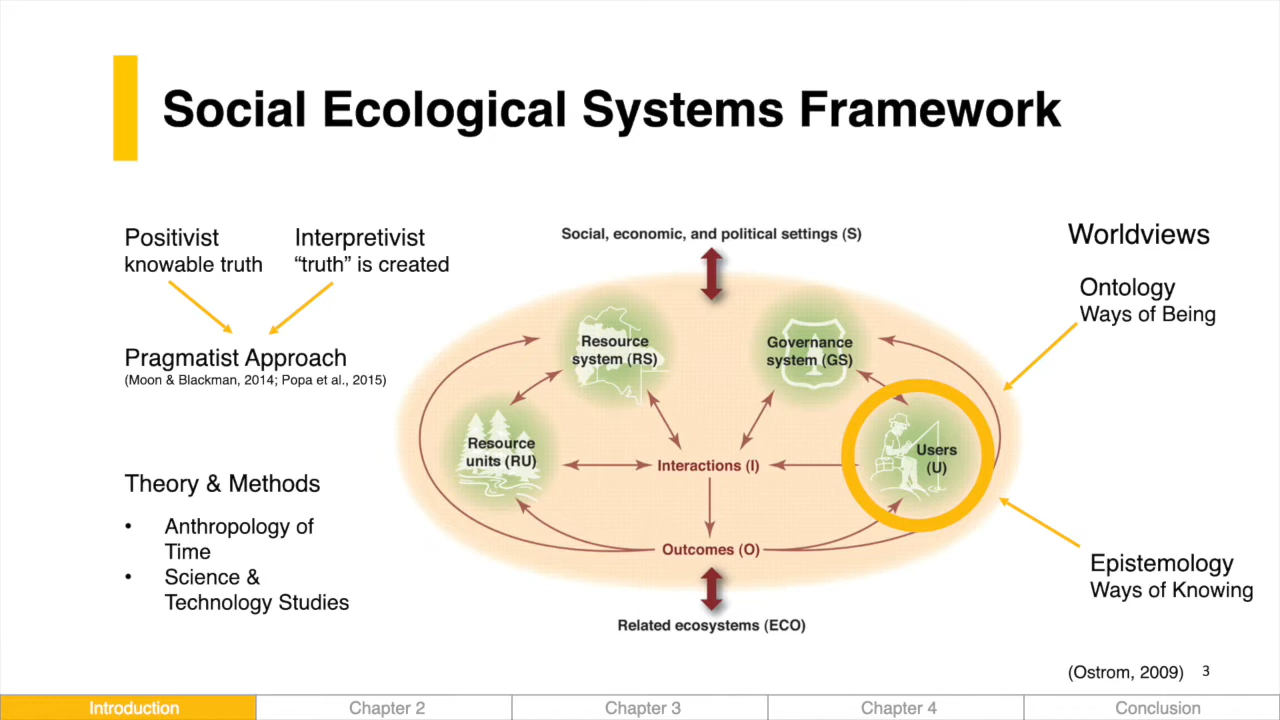 Social Ecological Systems Framework
Positivist
knowable truth
Interpretivist
“truth” is created
Pragmatist Approach
(Moon & Blackman, 2014; Popa et al., 2015)
Theory & Methods
• Anthropology of
Time
• Science &
Technology Studies
Social, economic, and political settings (S)
Resource
system (RS)
Governance
system (GS)
Resource
units (RU)
Interactions (I)
Users
(U)
Outcomes (O)
Related ecosystems (ECO)
Worldviews
Ontology
Ways of Being
Epistemology
Ways of Knowing
(Ostrom, 2009) 3
Introduction
Chapter 2
Chapter 3
Chapter 4
Conclusion